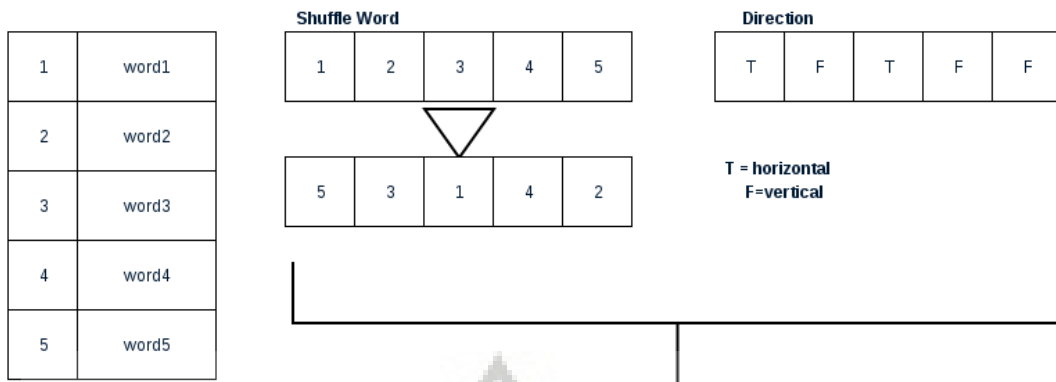 Shuffle Word
Direction
1 word1
2 word2
3 word3
4 word4
5 word5
1 2 3 4 5
5 3 1 4 2
T F T F F
T = horizontal
F=vertical